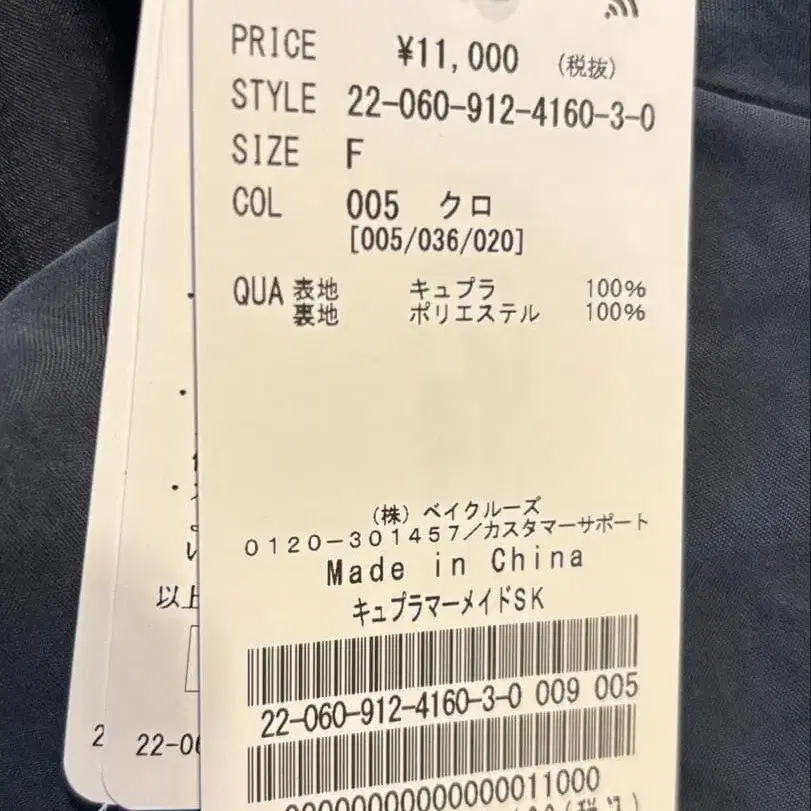 PRICE ¥11,000 (税抜)
STYLE 22-060-912-4160-3-0
SIZE F
COL 005 クロ
[005/036/020]
QUA 表地 キュプラ 100%
裏地 ポリエステル 100%
(株) ベイクルーズ
0120-301457/カスタマーサポート
Made in China
キュプラマーメイドSK
22-060-912-4160-3-0 009 005
以上
22-06
2